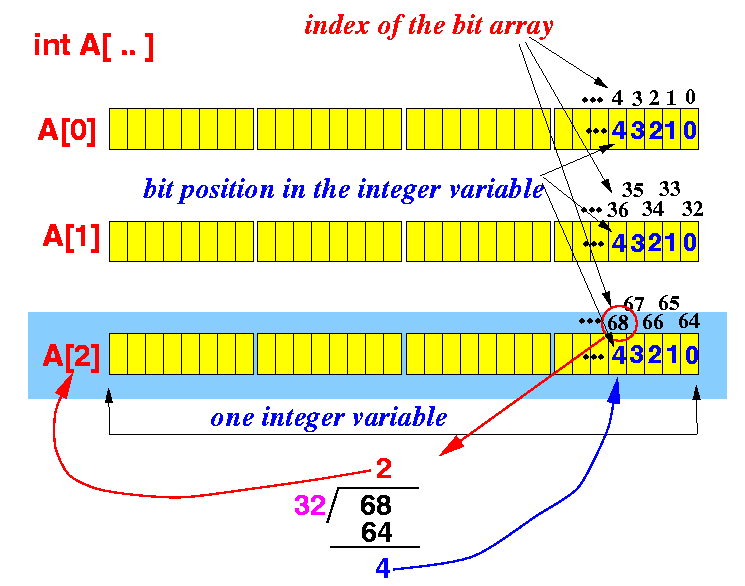 index of the bit array
int A[ .. ]
••• 4 3 2 1 0
A[0] ••• 4 3 2 1 0
bit position in the integer variable
35 33
••• 36 34 32
A[1] ••• 4 3 2 1 0
67 65
••• 68 66 64
A[2] ••• 4 3 2 1 0
one integer variable
2
32 68
64
4